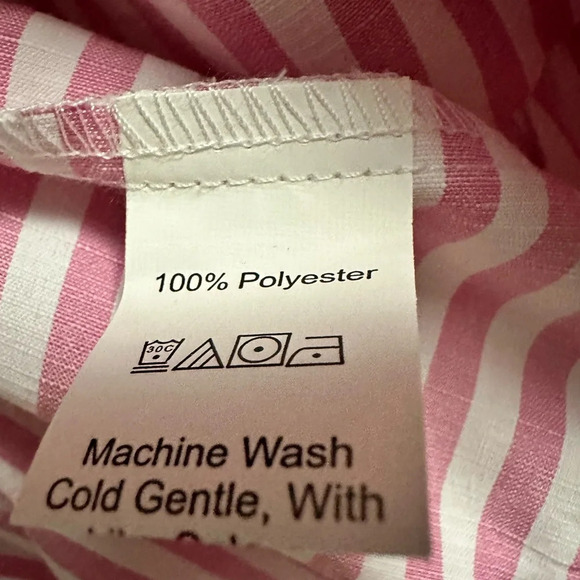 100% Polyester
30C
Machine Wash
Cold Gentle, With